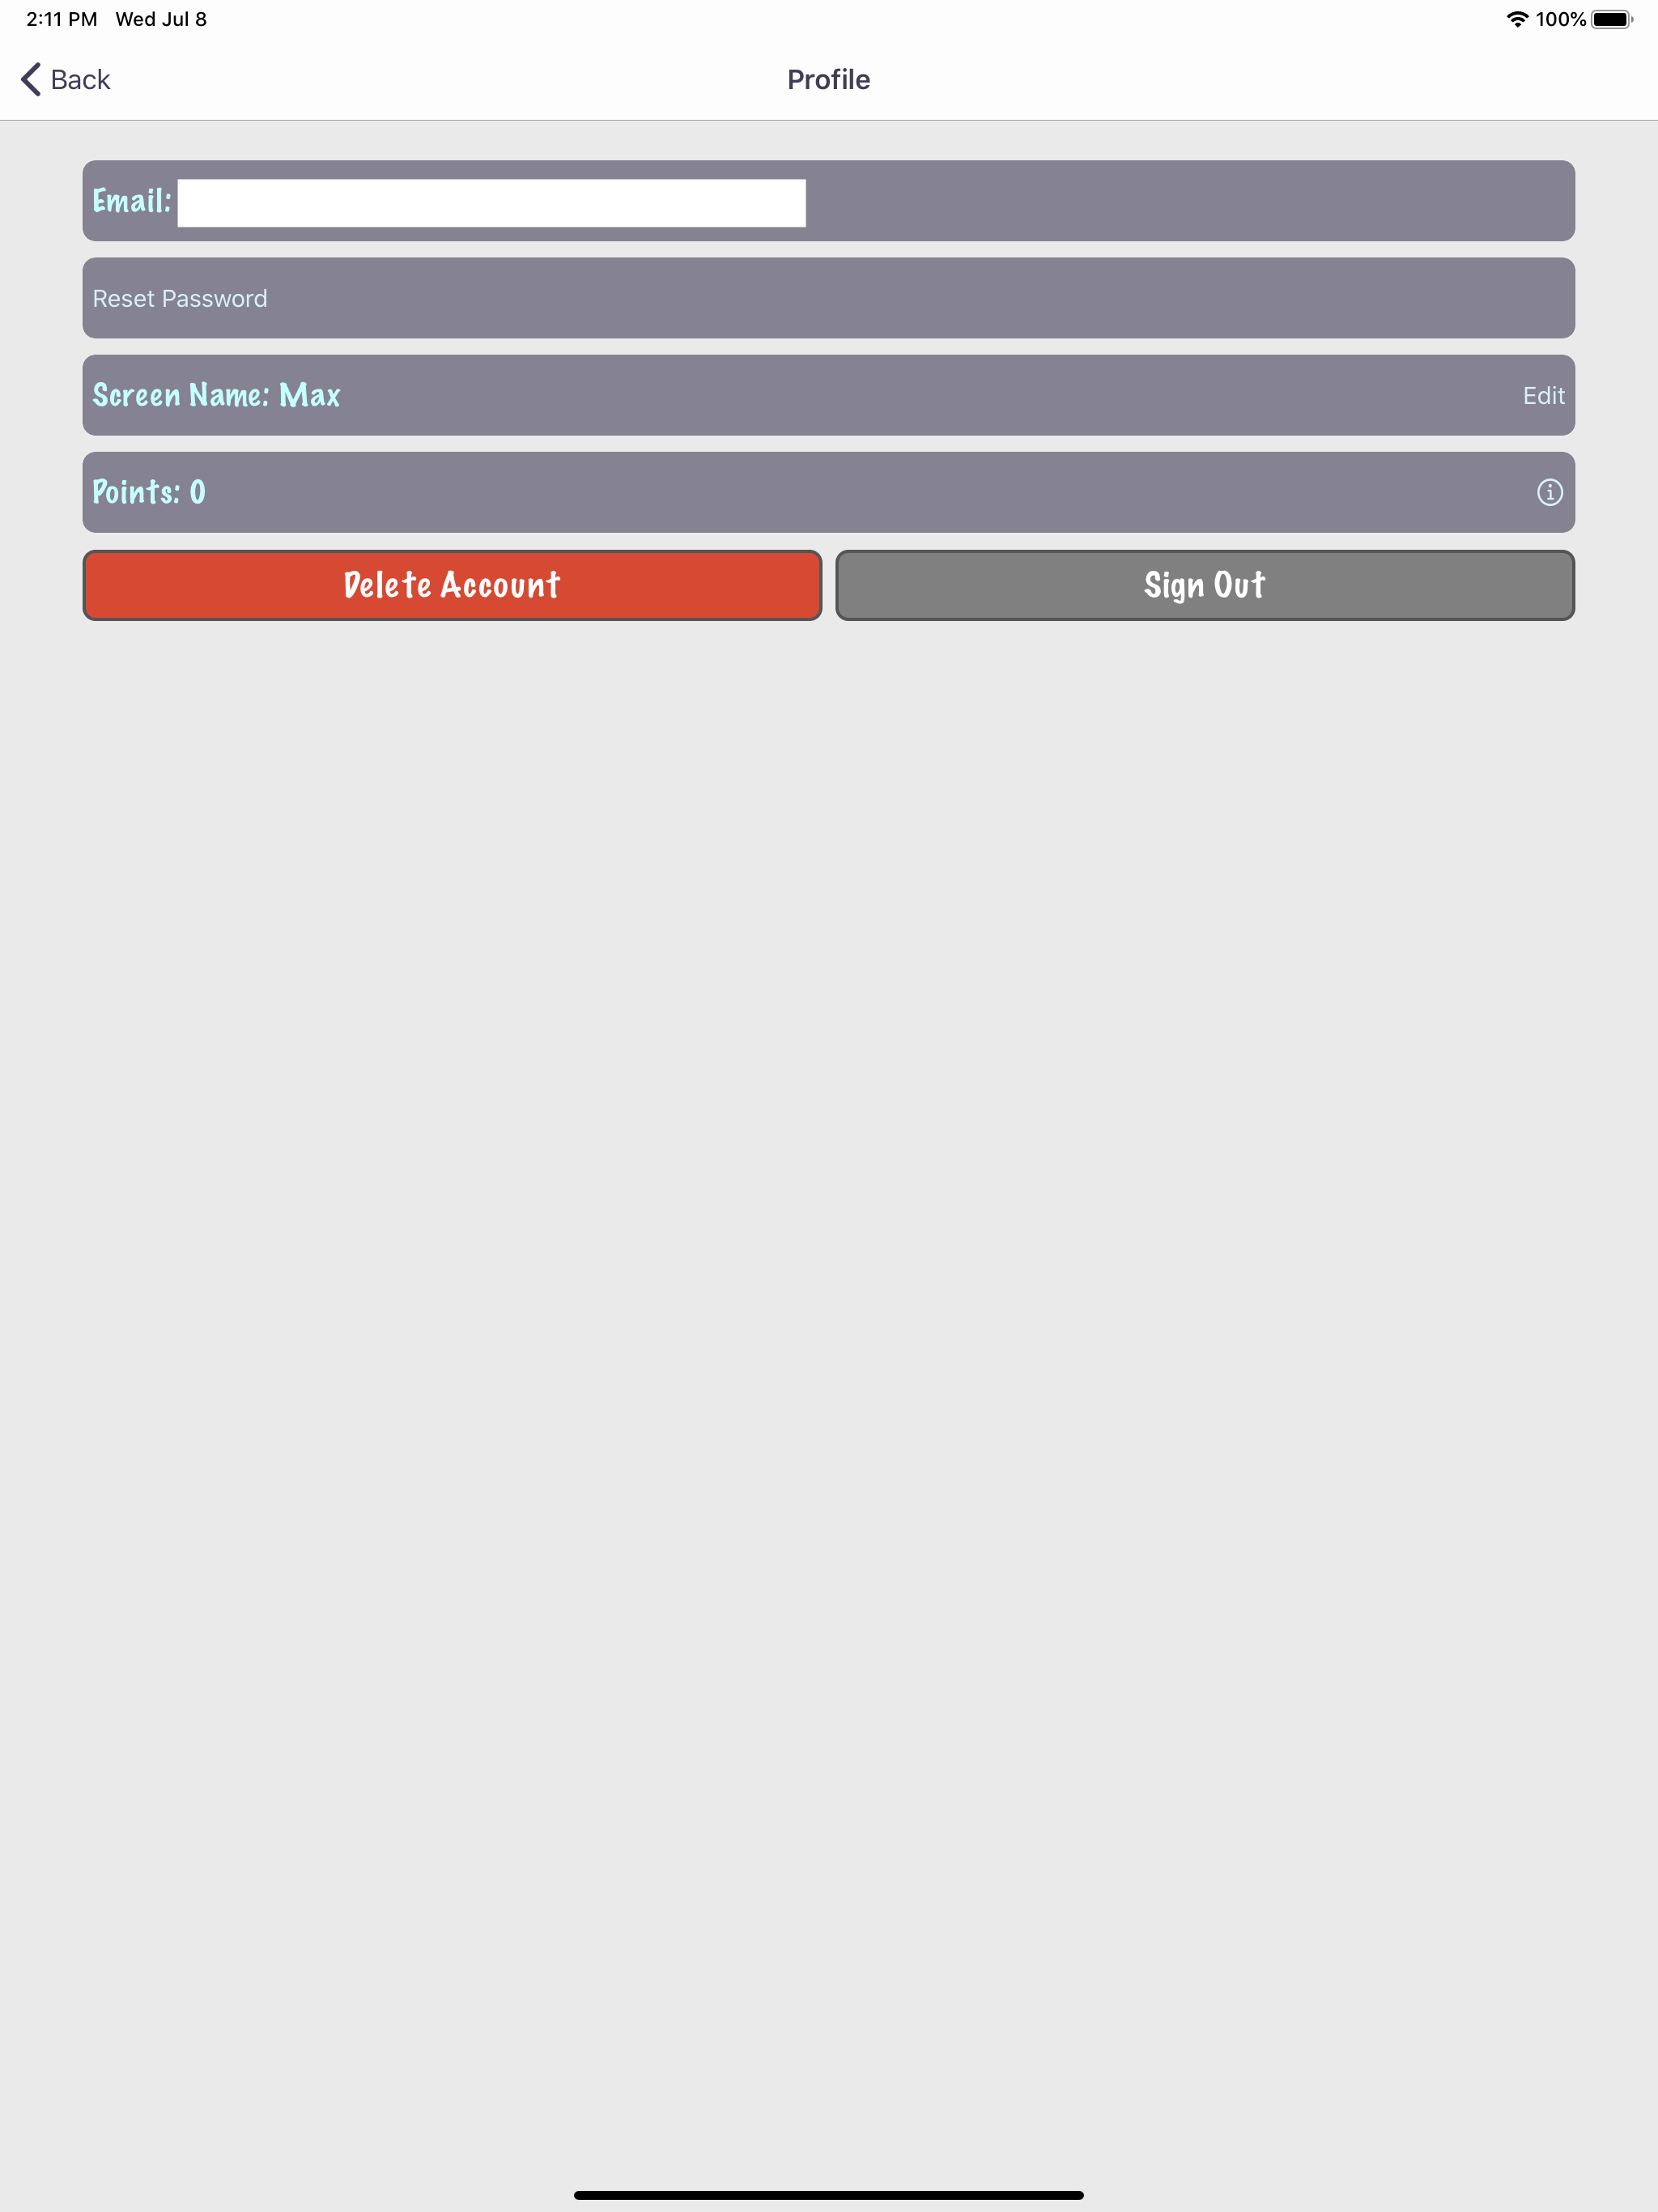 2:11 PM Wed Jul 8 100%
Back Profile
Email:
Reset Password
Screen Name: Max Edit
Points: 0
Delete Account Sign Out